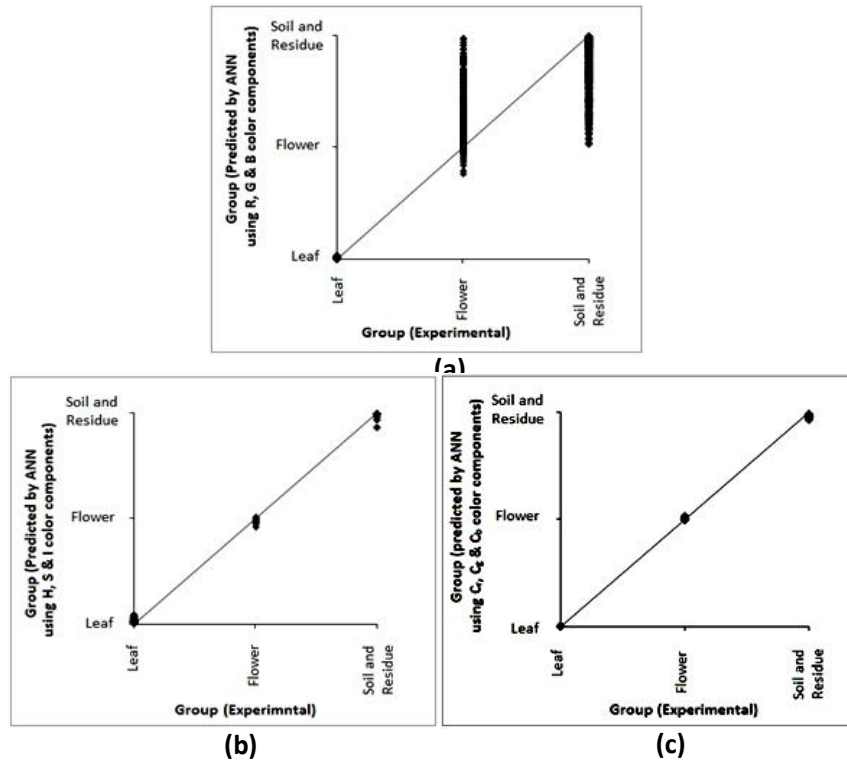 Soil and
Residue
Group (Predicted by ANN
using R, G & B color components)
Flower
Leaf
Leaf
Flower
Soil and
Residue
Group (Experimental)
(a)
Soil and
Residue
Group (Predicted by ANN
using H, S & I color components)
Flower
Leaf
Leaf
Flower
Soil and
Residue
Group (Experimntal)
(b)
Soil and
Residue
Group (predicted by ANN
using Cr, Cg & Cb color components)
Flower
Leaf
Leaf
Flower
Soil and
Residue
Group (Experimental)
(c)